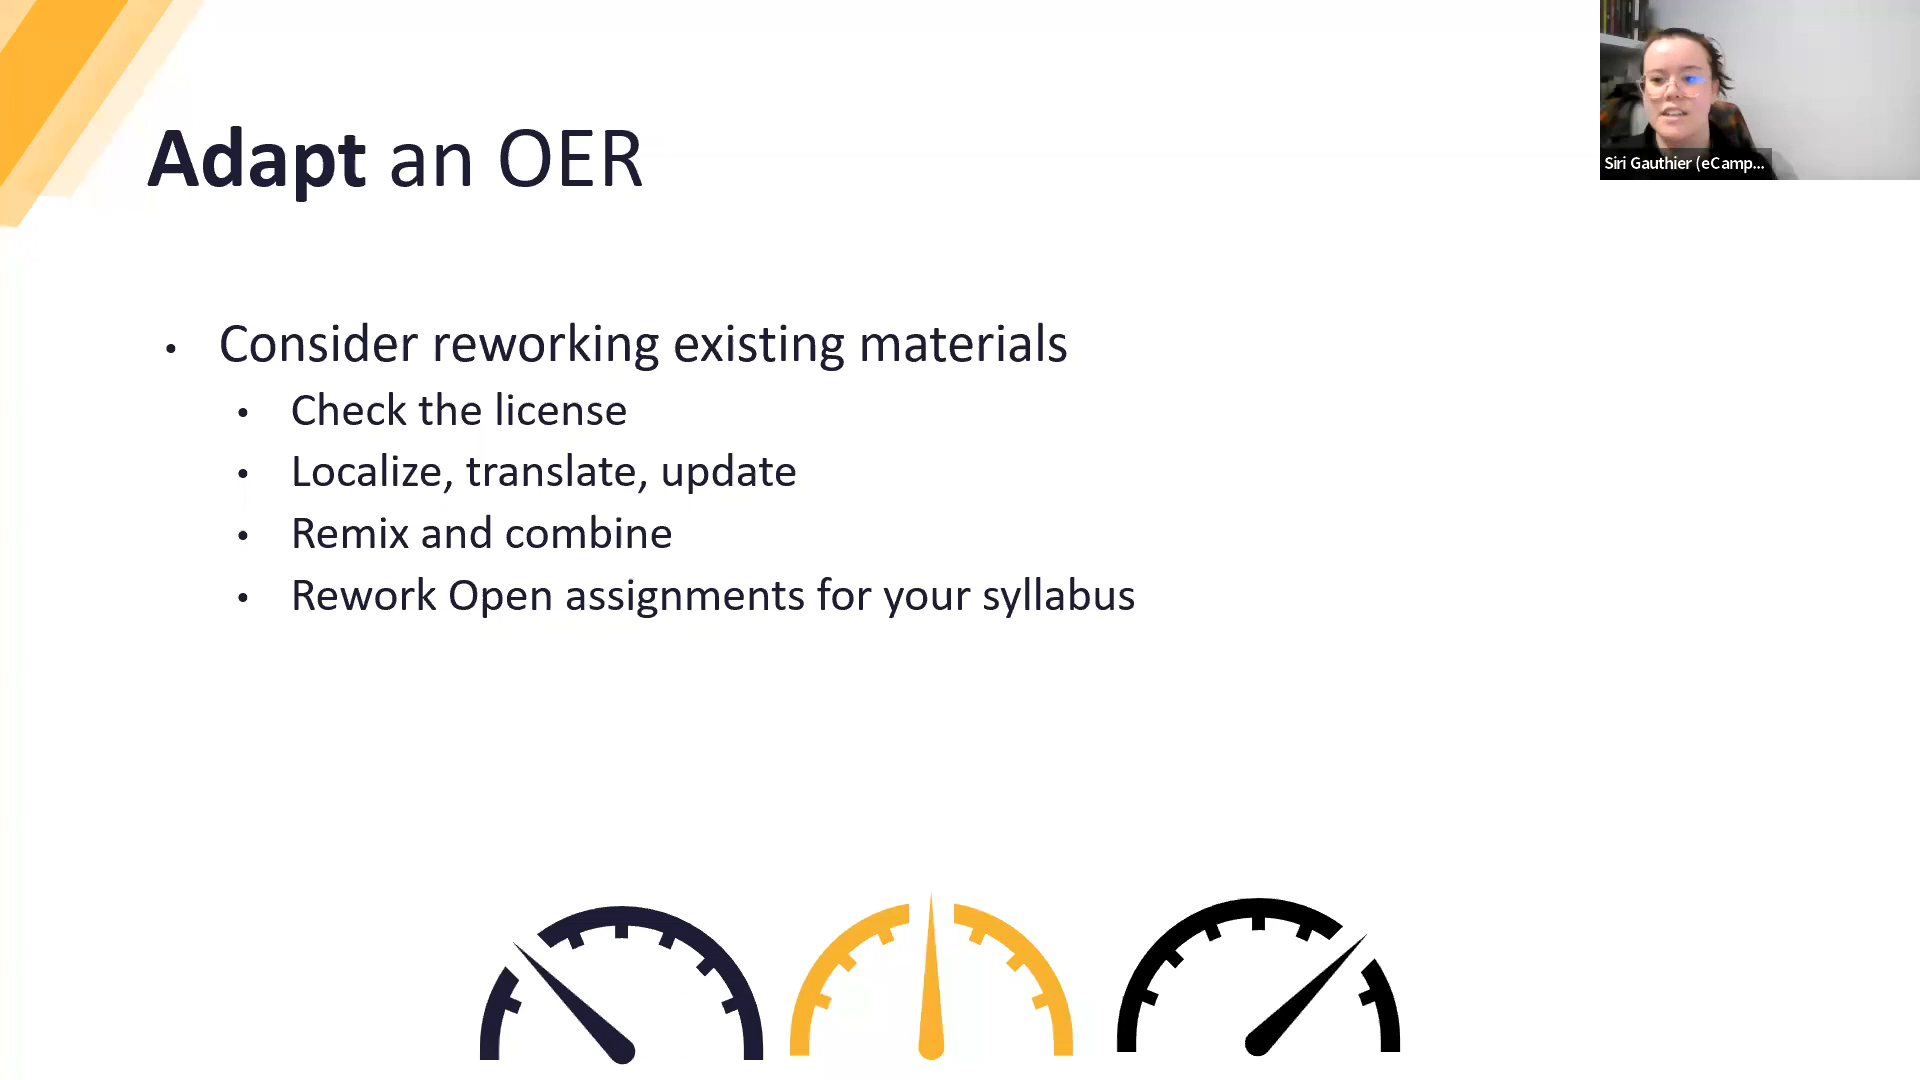 Adapt an OER
Siri Gauthier (eCamp...
• Consider reworking existing materials
• Check the license
• Localize, translate, update
• Remix and combine
• Rework Open assignments for your syllabus